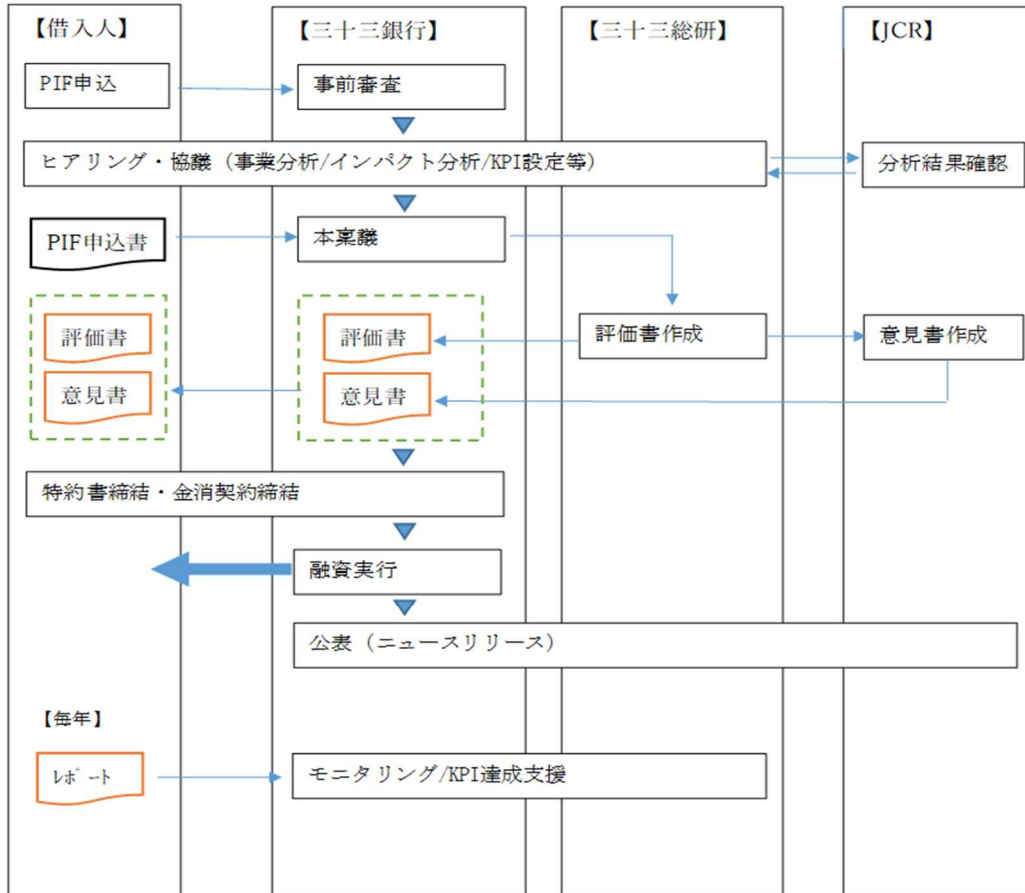 【借入人】
【三十三銀行】
【三十三総研】
【JCR】
PIF申込
事前審査
ヒアリング・協議（事業分析/インパクト分析/KPI設定等）
分析結果確認
PIF申込書
本稟議
評価書
評価書
評価書作成
意見書作成
意見書
意見書
特約書締結・金消契約締結
融資実行
公表（ニュースリリース）
【毎年】
ﾚﾎﾟｰﾄ
モニタリング/KPI達成支援